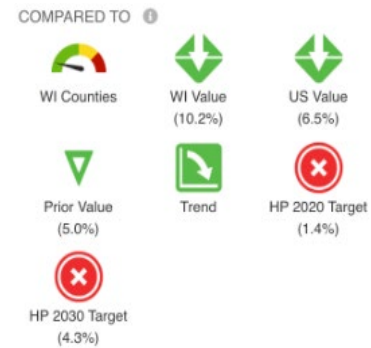 COMPARED TO i
WI Counties
WI Value
(10.2%)
US Value
(6.5%)
Prior Value
(5.0%)
Trend
HP 2020 Target
(1.4%)
HP 2030 Target
(4.3%)